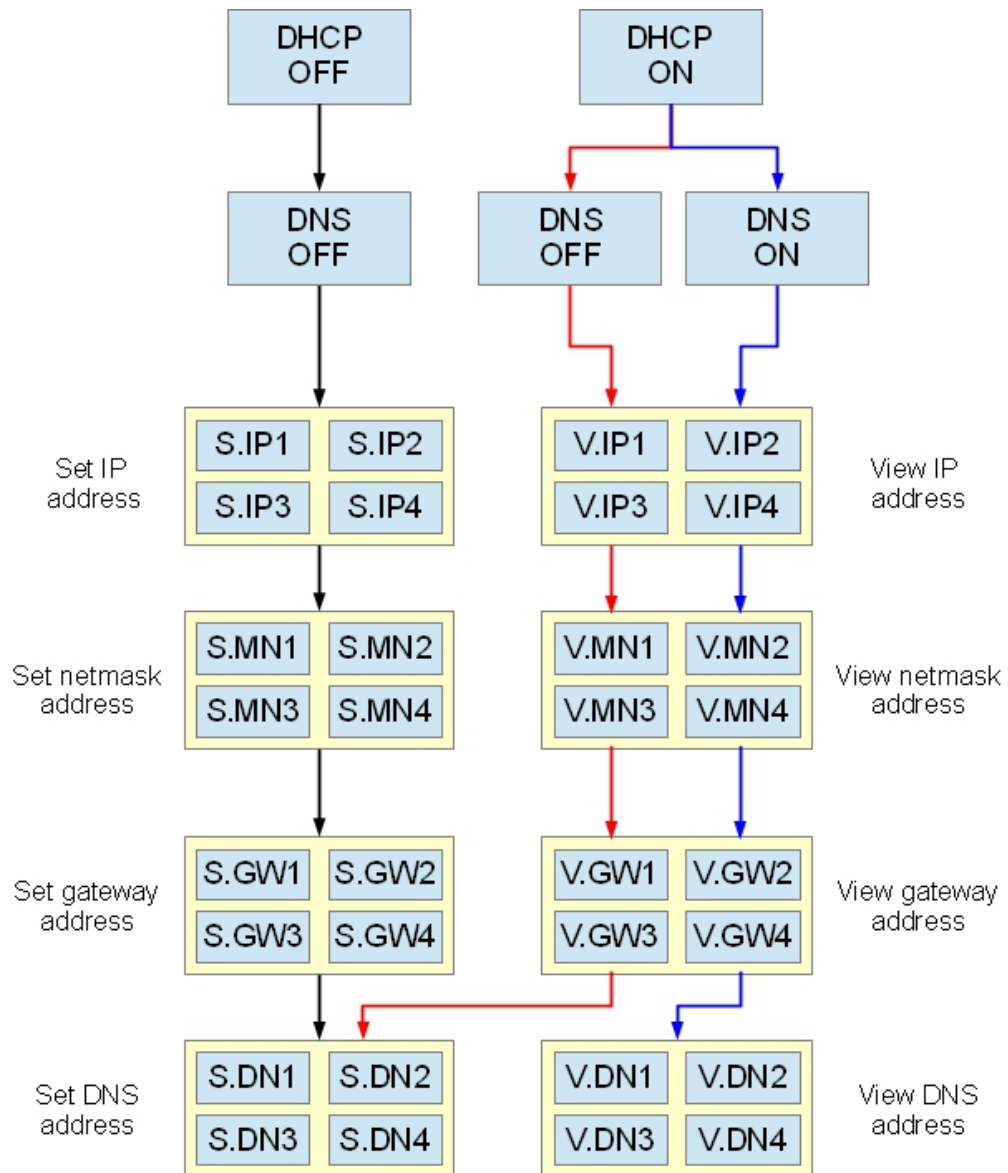 DHCP
OFF
DHCP
ON
DNS
OFF
DNS
OFF
DNS
ON
Set IP
address
S.IP1 S.IP2
S.IP3 S.IP4
V.IP1 V.IP2
V.IP3 V.IP4
View IP
address
Set netmask
address
S.MN1 S.MN2
S.MN3 S.MN4
V.MN1 V.MN2
V.MN3 V.MN4
View netmask
address
Set gateway
address
S.GW1 S.GW2
S.GW3 S.GW4
V.GW1 V.GW2
V.GW3 V.GW4
View gateway
address
Set DNS
address
S.DN1 S.DN2
S.DN3 S.DN4
V.DN1 V.DN2
V.DN3 V.DN4
View DNS
address